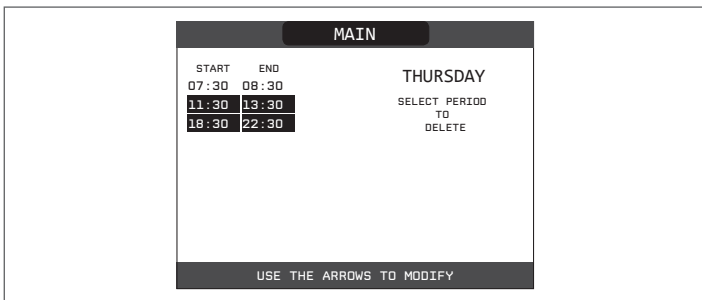 MAIN
START END
07:30 08:30
11:30 13:30
18:30 22:30
THURSDAY
SELECT PERIOD
TO
DELETE
USE THE ARROWS TO MODIFY